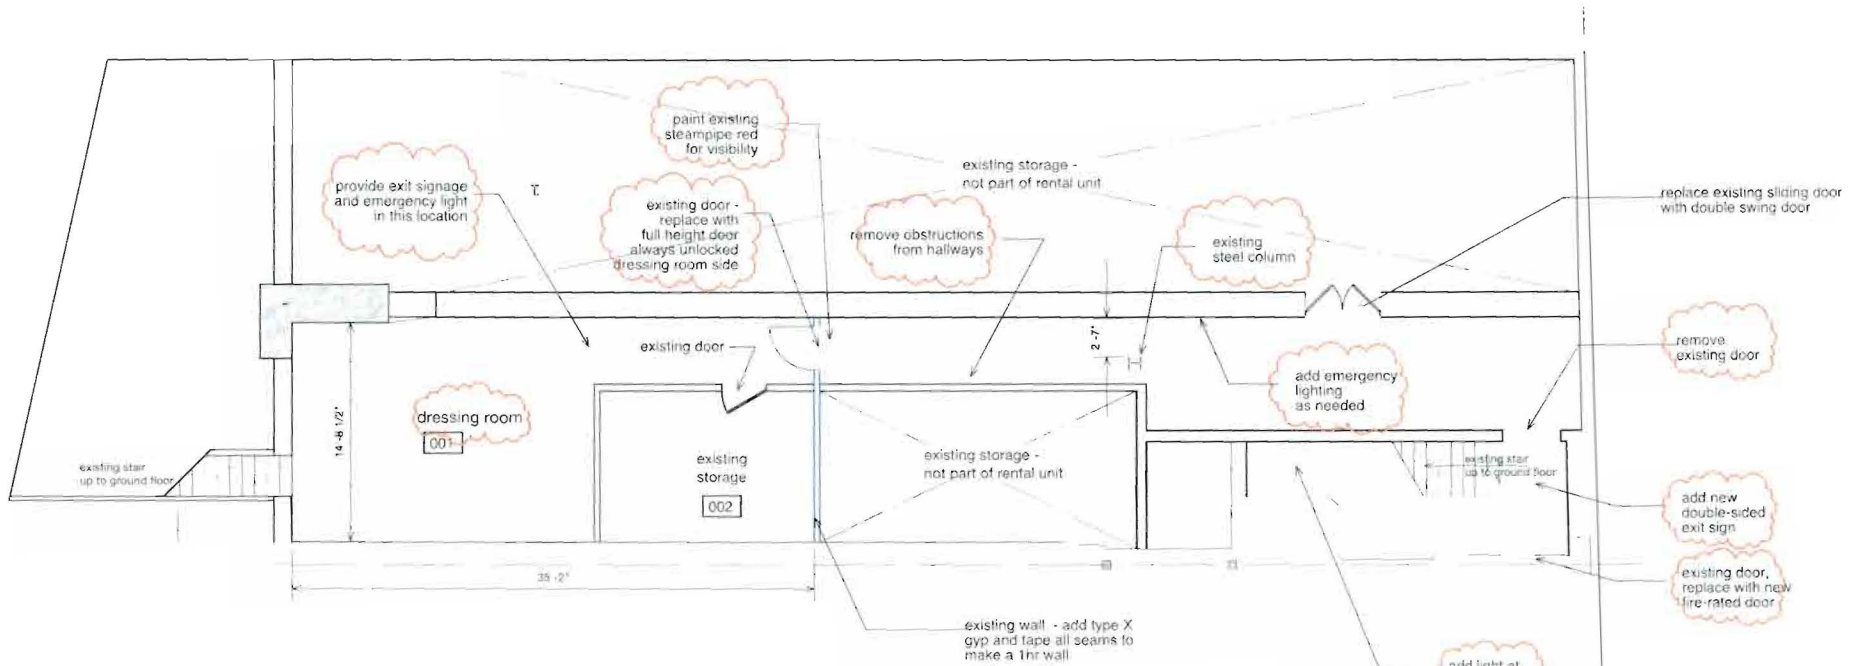 paint existing
steampipe red
for visibility
existing storage -
not part of rental unit
provide exit signage
and emergency light
in this location
existing door -
replace with
full height door
always unlocked
dressing room side
remove obstructions
from hallways
existing
steel column
replace existing sliding door
with double swing door
2 -7"
existing door
remove
existing door
add emergency
lighting
as needed
dressing room
001
14 -8 1/2"
existing stair
up to ground floor
existing
storage
002
existing storage -
not part of rental unit
existing stair
up to ground floor
add new
double-sided
exit sign
35 -2"
existing door,
replace with new
fire-rated door
existing wall - add type X
gyp and tape all seams to
make a 1hr wall
add light at